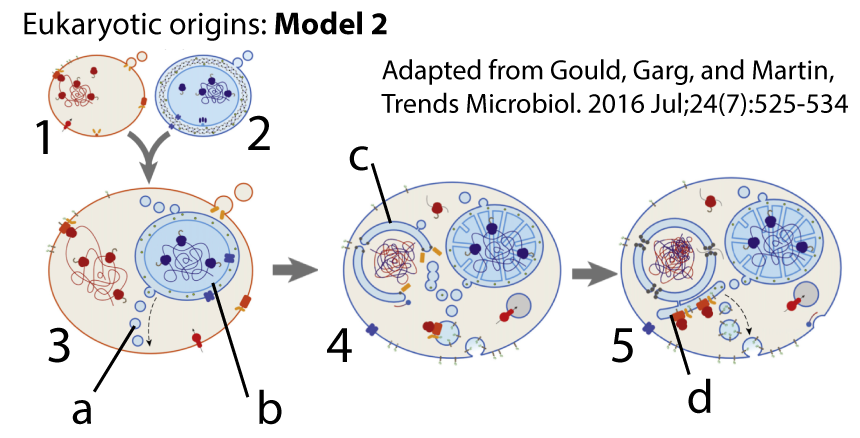 Eukaryotic origins: Model 2
Adapted from Gould, Garg, and Martin,
Trends Microbiol. 2016 Jul;24(7):525-534
1
2
c
3
4
5
a
b
d